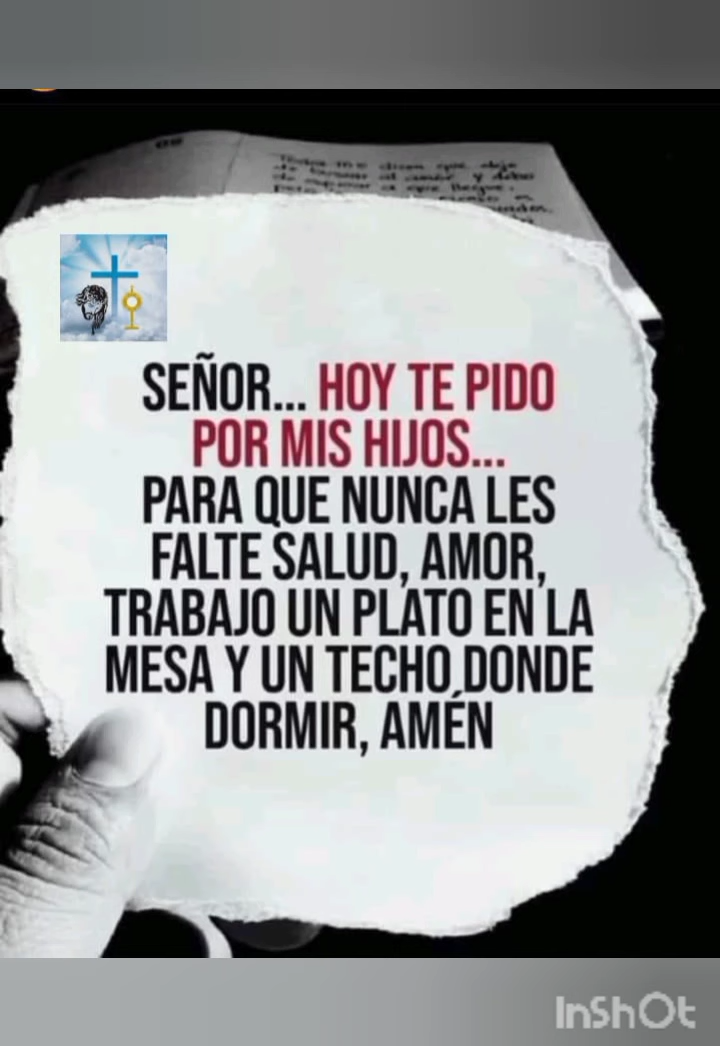 SEÑOR... HOY TE PIDO
POR MIS HIJOS...
PARA QUE NUNCA LES
FALTE SALUD, AMOR,
TRABAJO UN PLATO EN LA
MESA Y UN TECHO DONDE
DORMIR, AMÉN
InShOt